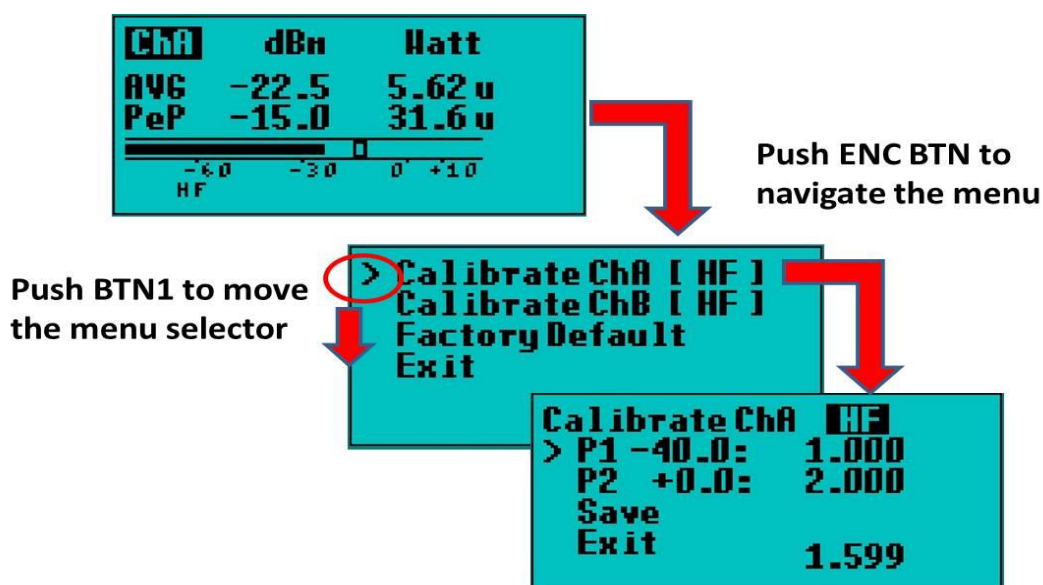 ChA dBm Watt
AVG -22.5 5.62 u
PeP -15.0 31.6 u
-60 -30 0 +10
HF
Push ENC BTN to
navigate the menu
Push BTN1 to move
the menu selector
> Calibrate ChA [ HF ]
Calibrate ChB [ HF ]
Factory Default
Exit
Calibrate ChA HF
> P1 -40.0: 1.000
P2 +0.0: 2.000
Save
Exit 1.599